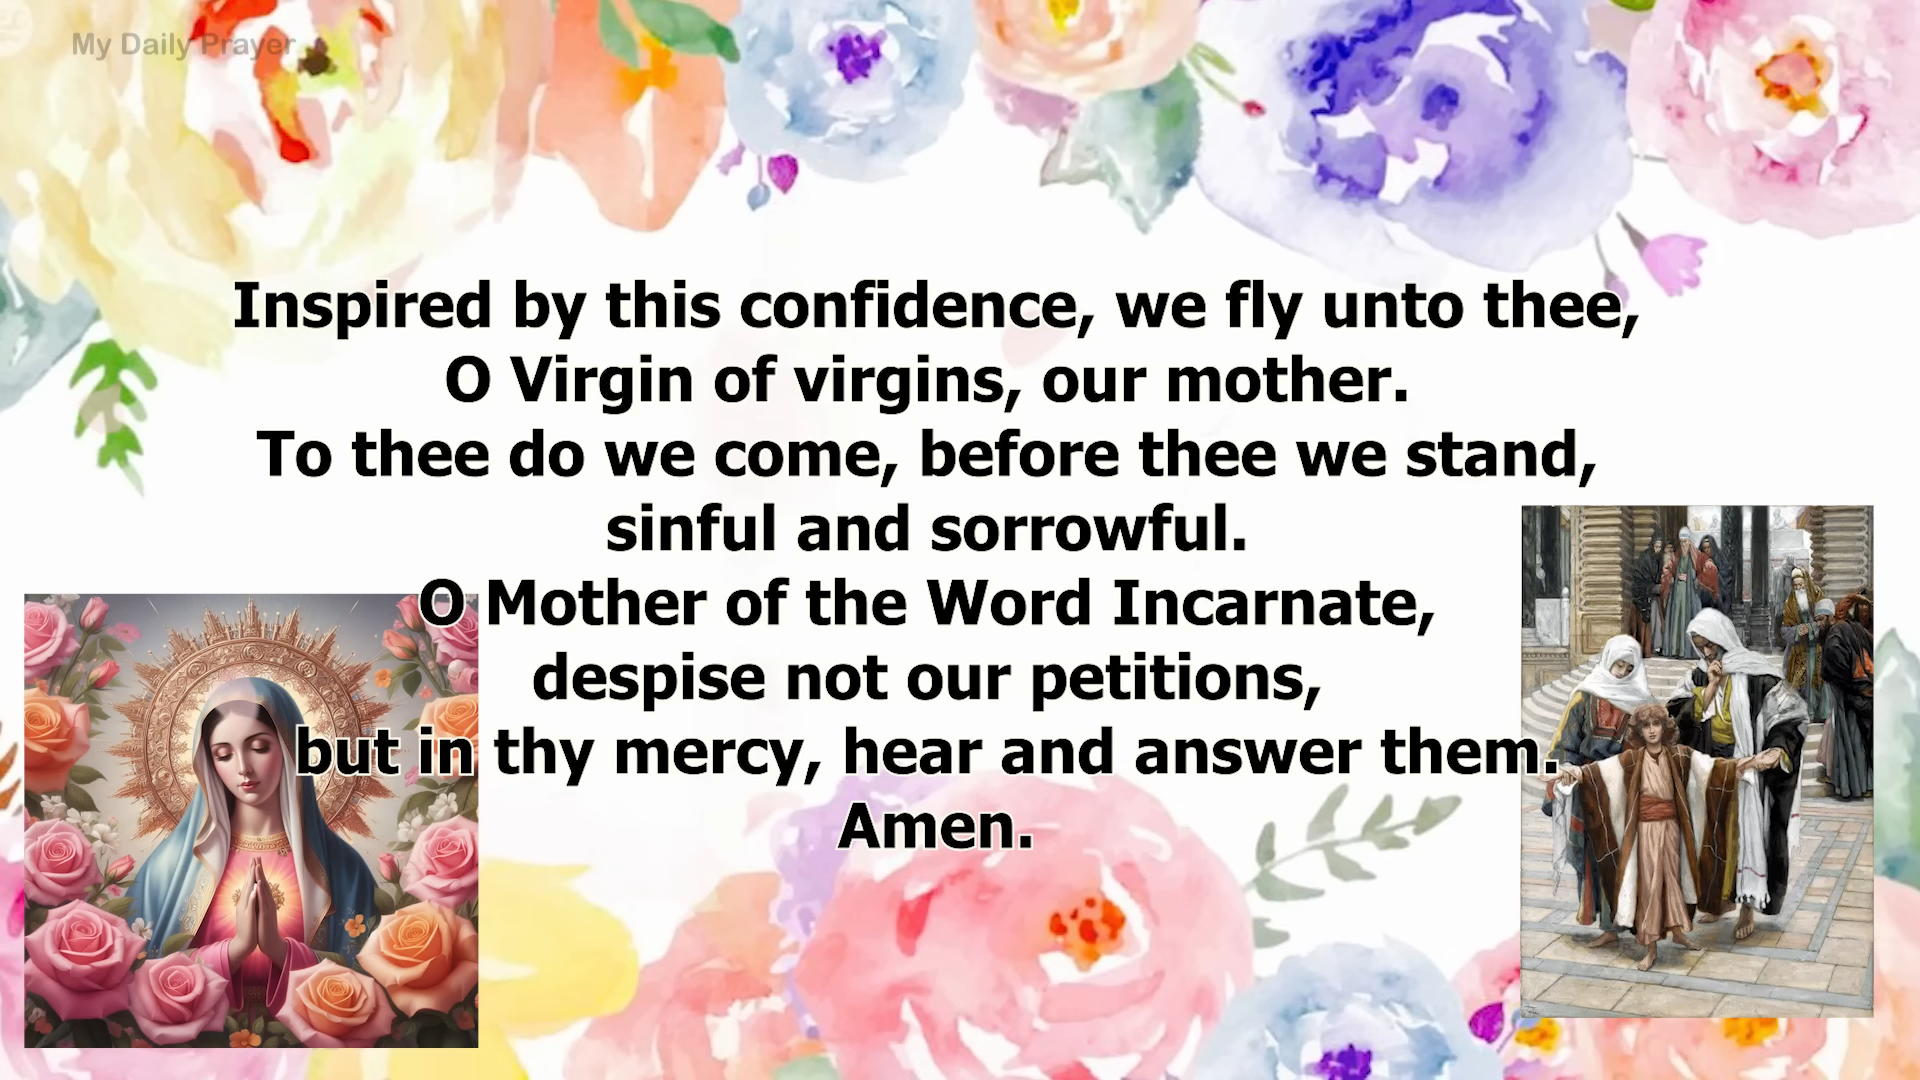 My Daily Prayer
Inspired by this confidence, we fly unto thee,
O Virgin of virgins, our mother.
To thee do we come, before thee we stand,
sinful and sorrowful.
O Mother of the Word Incarnate,
despise not our petitions,
but in thy mercy, hear and answer them.
Amen.